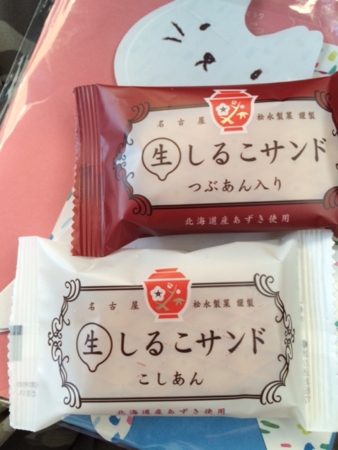 名古屋 松永製菓 謹製
生 しるこサンド
つぶあん入り
北海道産あずき使用
名古屋 松永製菓 謹製
生 しるこサンド
こしあん
北海道産あずき使用